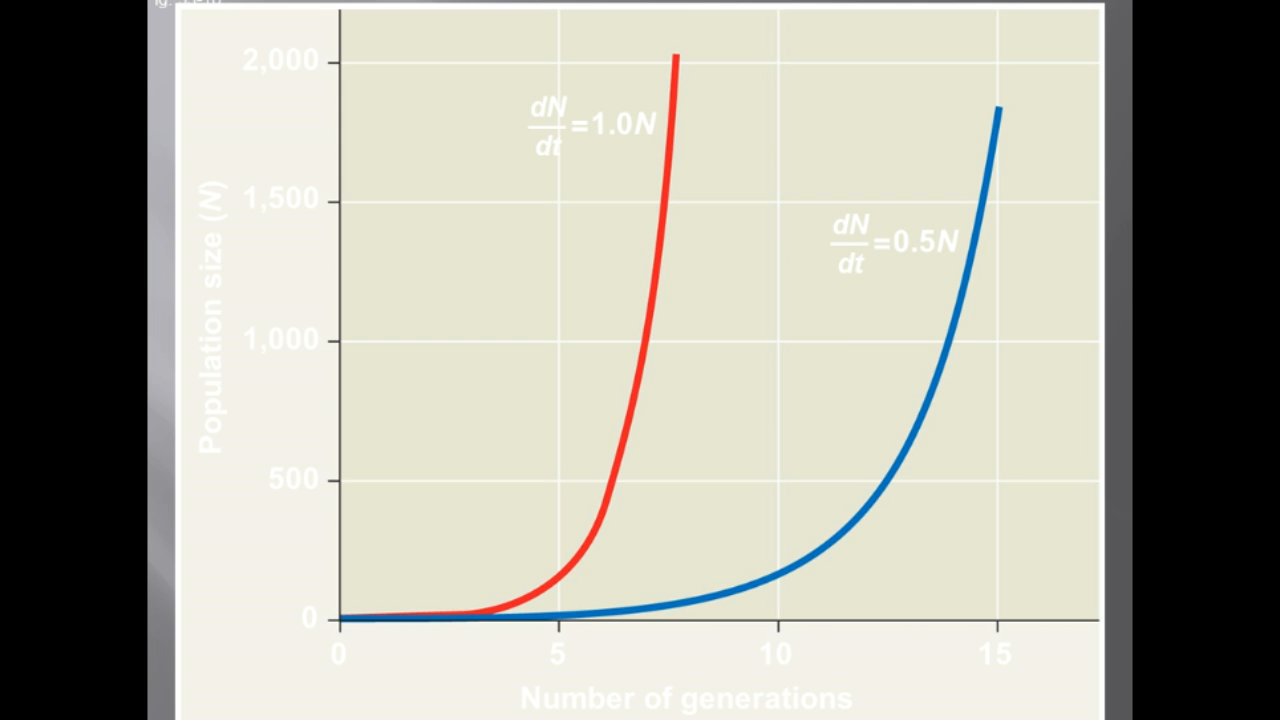 2,000
dN/dt=1.0N
1,500
dN/dt=0.5N
Population size (N)
1,000
500
0
0 5 10 15
Number of generations